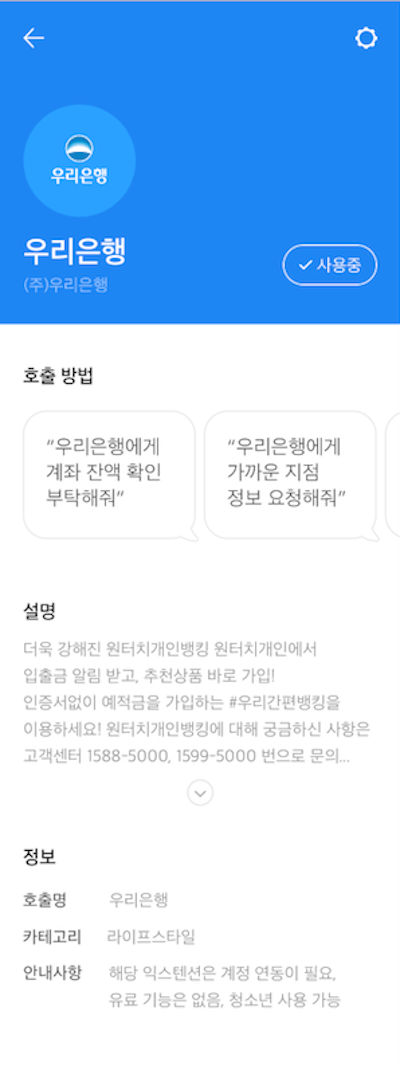 우리은행
우리은행
(주)우리은행
사용중
호출 방법
“우리은행에게
계좌 잔액 확인
부탁해줘”
“우리은행에게
가까운 지점
정보 요청해줘”
설명
더욱 강해진 원터치개인뱅킹 원터치개인에서
입출금 알림 받고, 추천상품 바로 가입!
인증서없이 예적금을 가입하는 #우리간편뱅킹을
이용하세요! 원터치개인뱅킹에 대해 궁금하신 사항은
고객센터 1588-5000, 1599-5000 번으로 문의...
정보
호출명 우리은행
카테고리 라이프스타일
안내사항 해당 익스텐션은 계정 연동이 필요,
유료 기능은 없음, 청소년 사용 가능